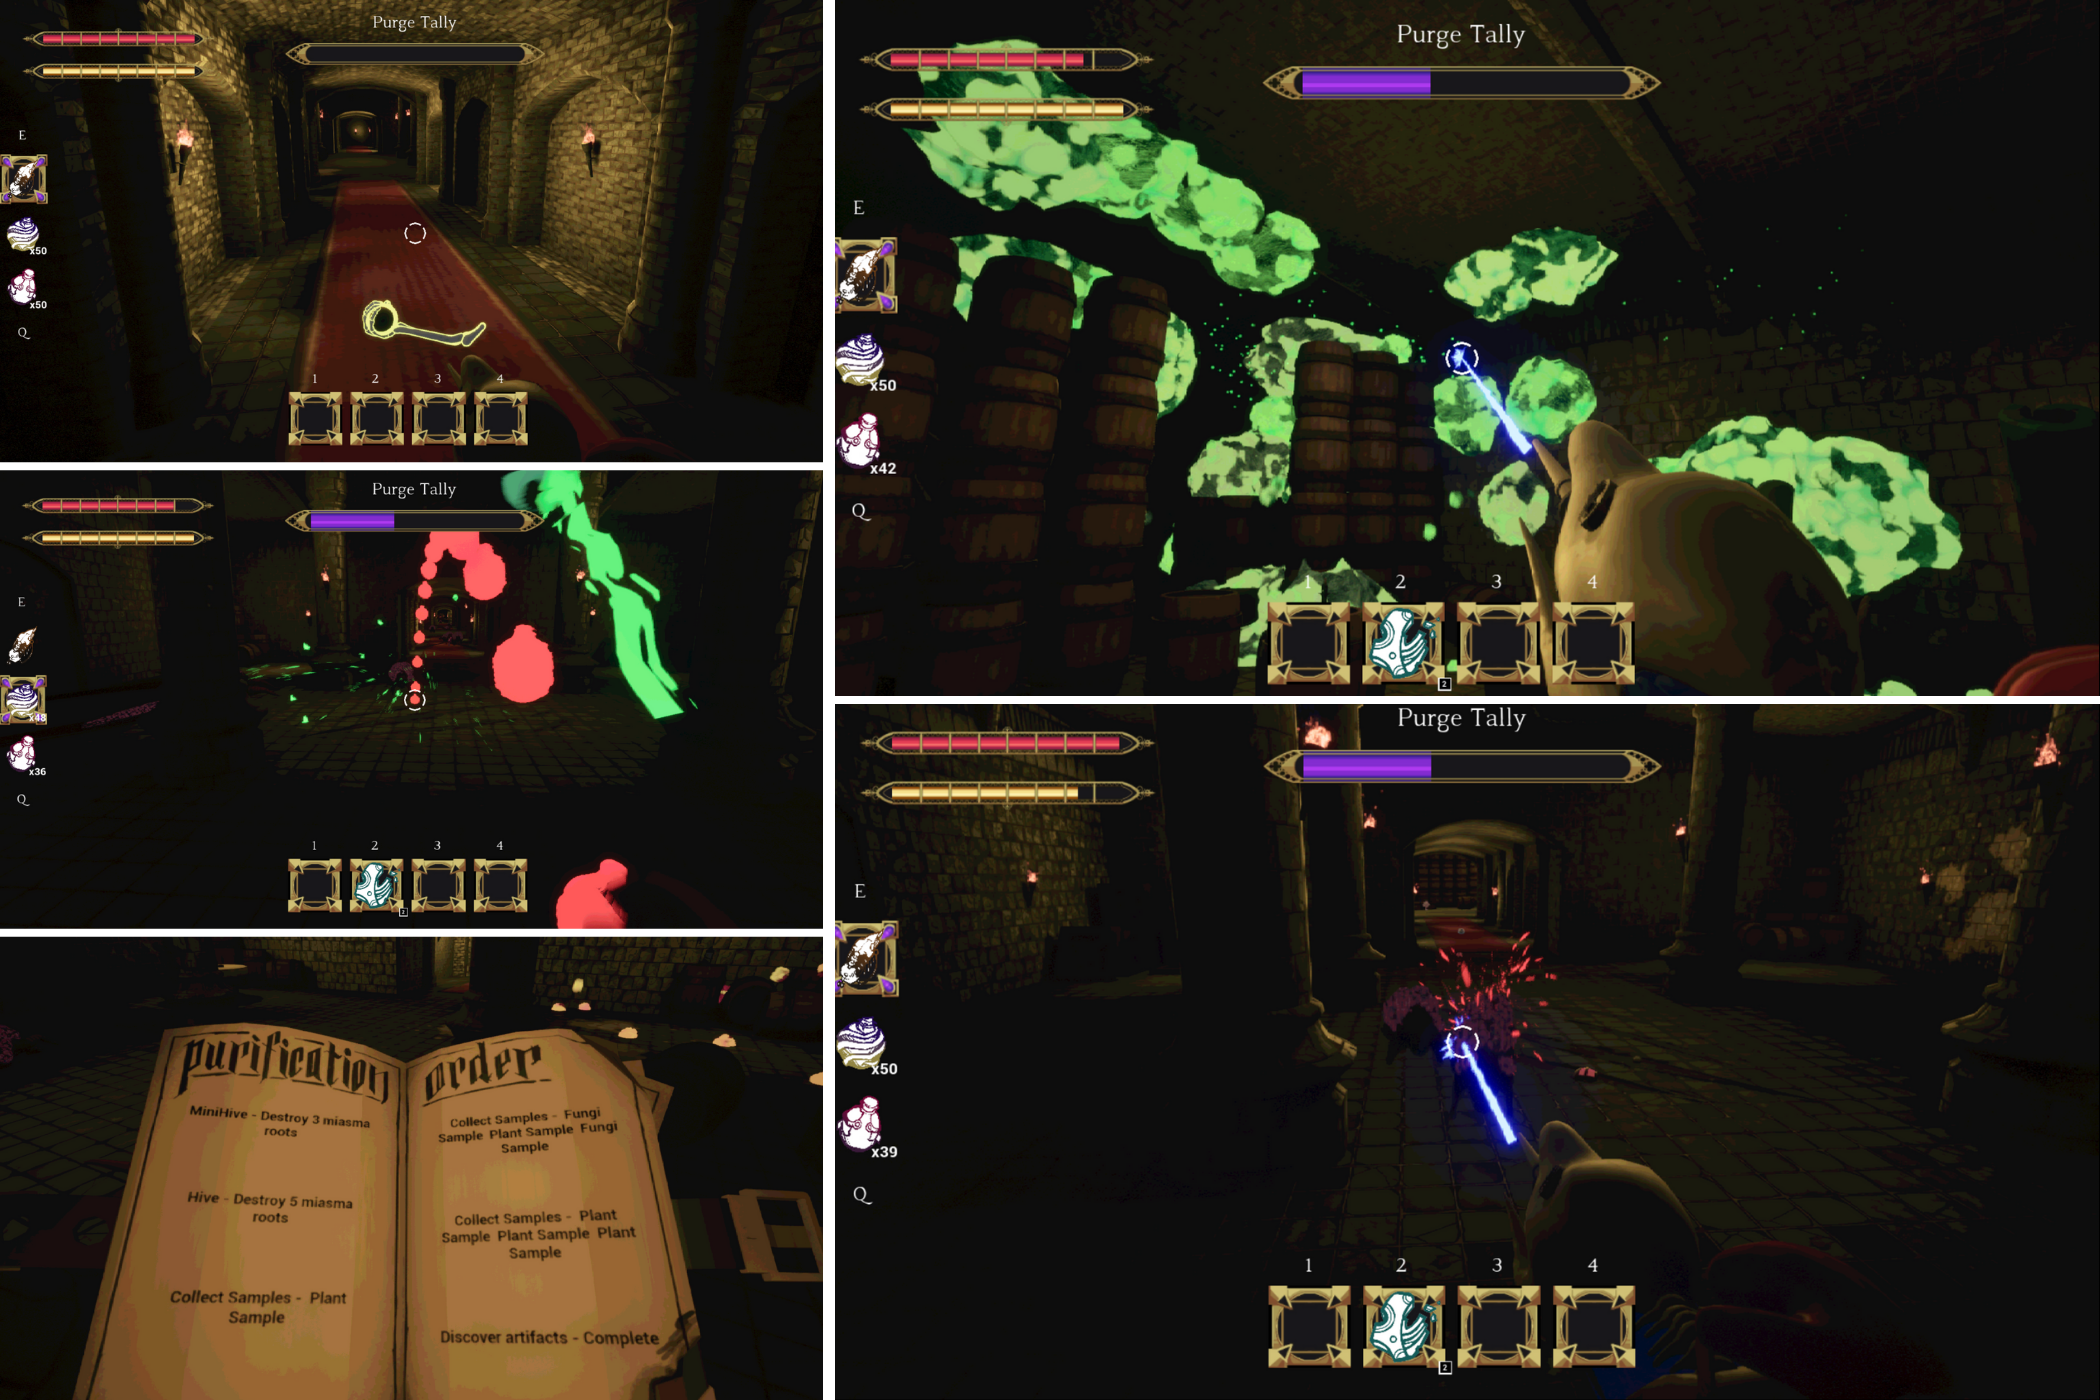 Purge Tally
E
x50
x50
Q
1 2 3 4
Purge Tally
E
x48
x36
Q
1 2 3 4
2
purification
MiniHive - Destroy 3 miasma
roots
Hive - Destroy 5 miasma
roots
Collect Samples - Plant
Sample
order
Collect Samples - Fungi
Sample Plant Sample Fungi
Sample
Collect Samples - Plant
Sample Plant Sample Plant
Sample
Discover artifacts - Complete
Purge Tally
E
x50
x42
Q
1 2 3 4
2
Purge Tally
E
x50
x39
Q
1 2 3 4
2